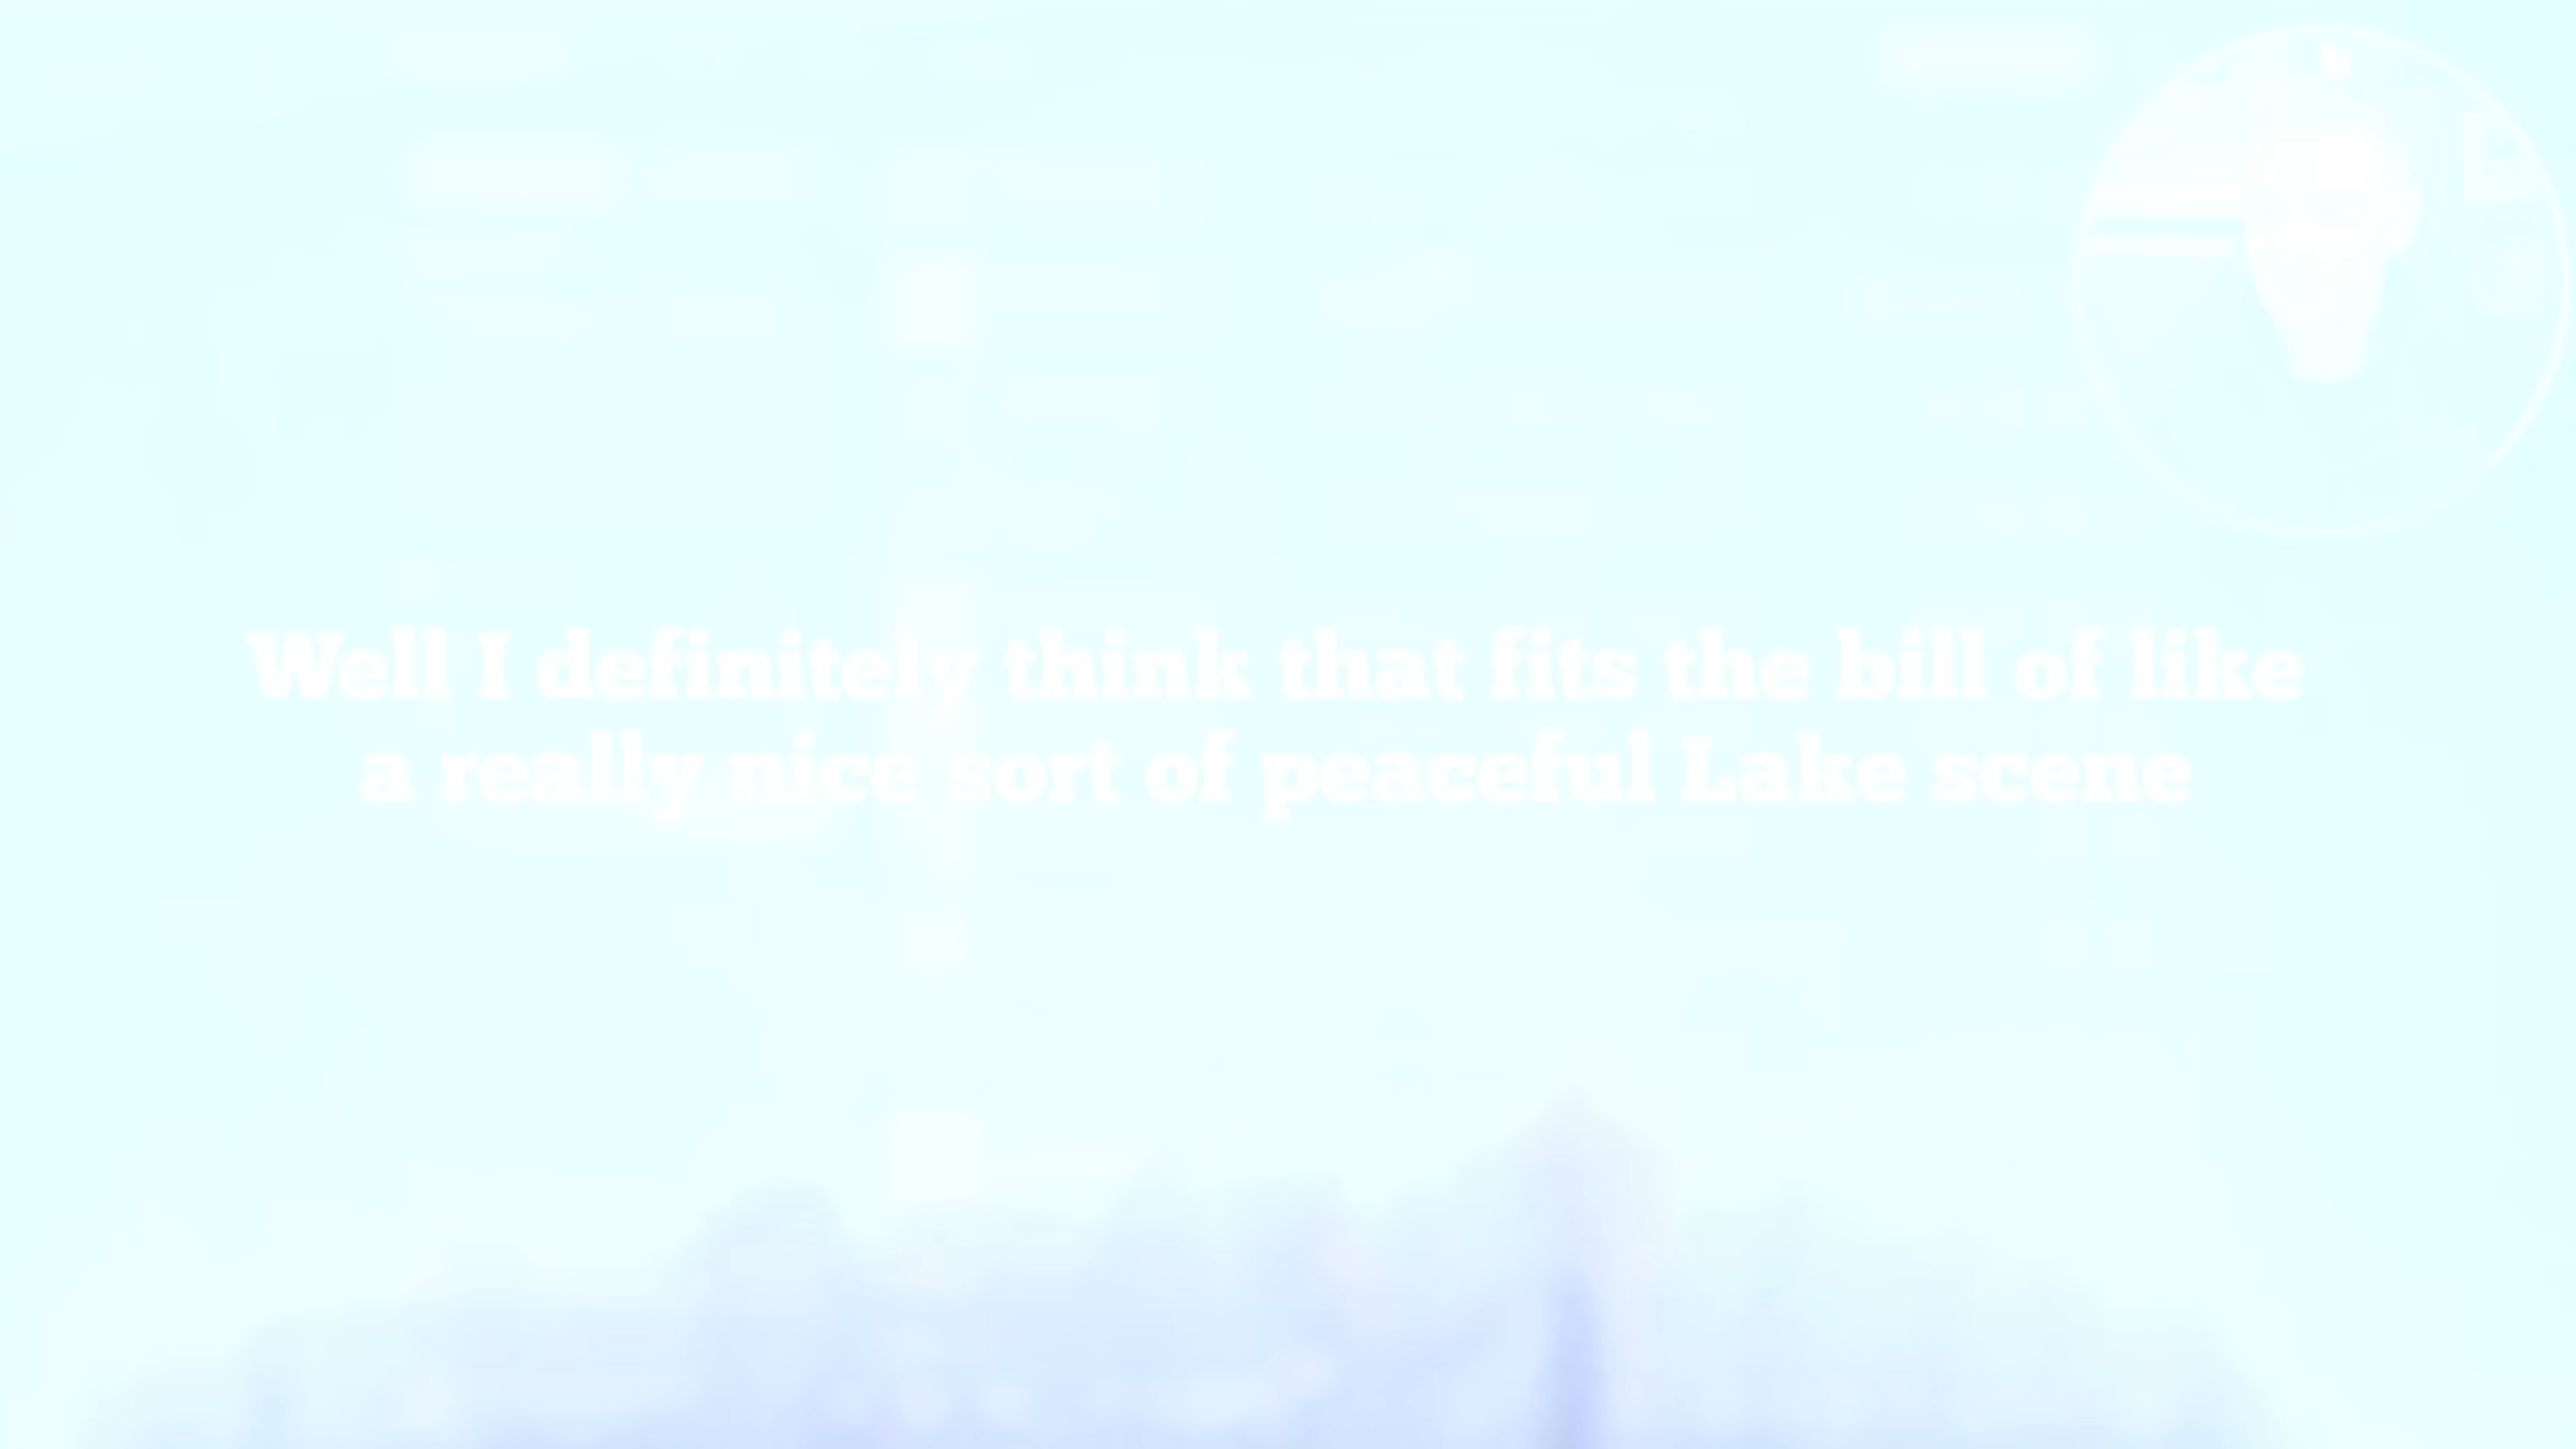 Well I definitely think that fits the bill of like
a really nice sort of peaceful Lake scene